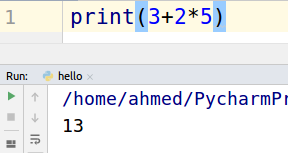 1 print(3+2*5)
Run: hello
/home/ahmed/PycharmPr
13